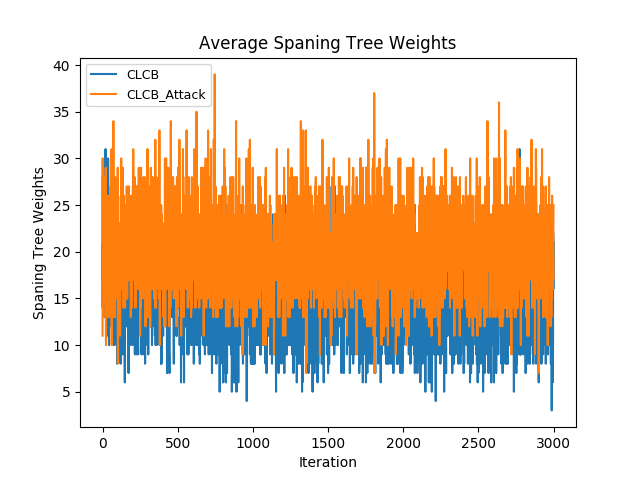 Average Spaning Tree Weights
CLCB
CLCB_Attack
Spaning Tree Weights
40
35
30
25
20
15
10
5
0 500 1000 1500 2000 2500 3000
Iteration